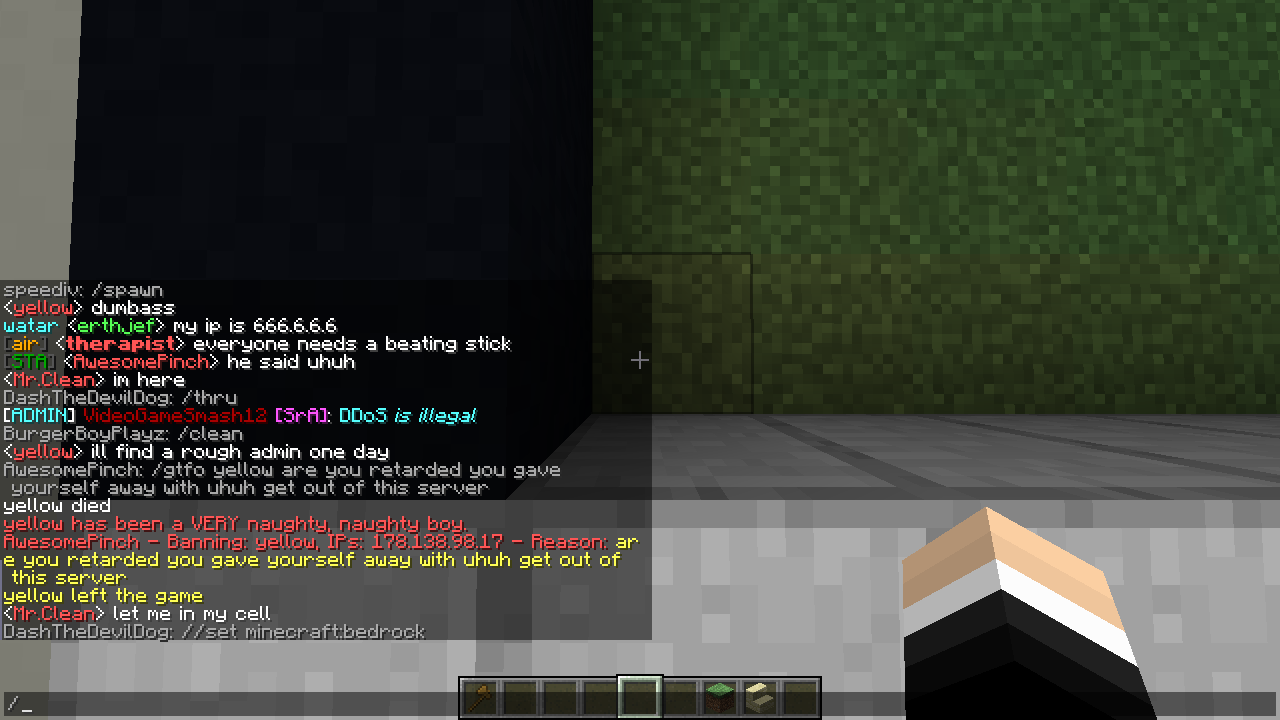 speediv: /spawn
<yellow> dumbass
watar <erthjef> my ip is 666.6.6.6
[air] <therapist> everyone needs a beating stick
[STA] <AwesomePinch> he said uhuh
<Mr.Clean> im here
DashTheDevilDog: /thru
[ADMIN] VideoGameSmash12 [SrA]: DDoS is illegal
BurgerBoyPlayz: /clean
<yellow> ill find a rough admin one day
AwesomePinch: /gtfo yellow are you retarded you gave
yourself away with uhuh get out of this server
yellow died
yellow has been a VERY naughty, naughty boy.
AwesomePinch - Banning: yellow, IPs: 178.138.98.17 - Reason: ar
e you retarded you gave yourself away with uhuh get out of
this server
yellow left the game
<Mr.Clean> let me in my cell
DashTheDevilDog: //set minecraft:bedrock
/_